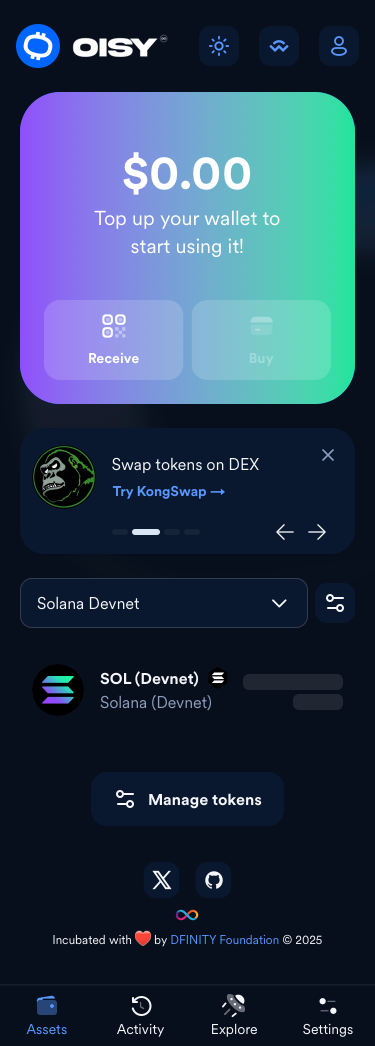 OISY
$0.00
Top up your wallet to
start using it!
Receive
Buy
Swap tokens on DEX
Try KongSwap →
Solana Devnet
SOL (Devnet)
Solana (Devnet)
Manage tokens
Incubated with ❤️ by DFINITY Foundation © 2025
Assets
Activity
Explore
Settings